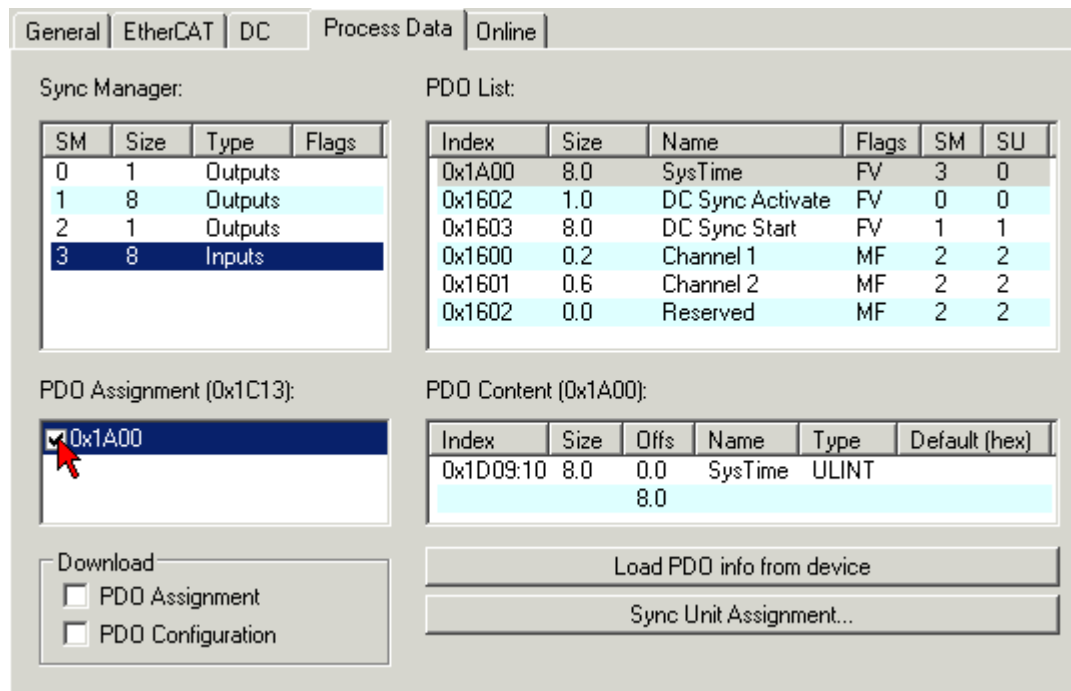 General EtherCAT DC Process Data Online
Sync Manager:
SM Size Type Flags
0 1 Outputs
1 8 Outputs
2 1 Outputs
3 8 Inputs
PDO List:
Index Size Name Flags SM SU
0x1A00 8.0 SysTime FV 3 0
0x1602 1.0 DC Sync Activate FV 0 0
0x1603 8.0 DC Sync Start FV 1 1
0x1600 0.2 Channel 1 MF 2 2
0x1601 0.6 Channel 2 MF 2 2
0x1602 0.0 Reserved MF 2 2
PDO Assignment (0x1C13):
0x1A00
PDO Content (0x1A00):
Index Size Offs Name Type Default (hex)
0x1D09:10 8.0 0.0 SysTime ULINT
8.0
Download
PDO Assignment
PDO Configuration
Load PDO info from device
Sync Unit Assignment...